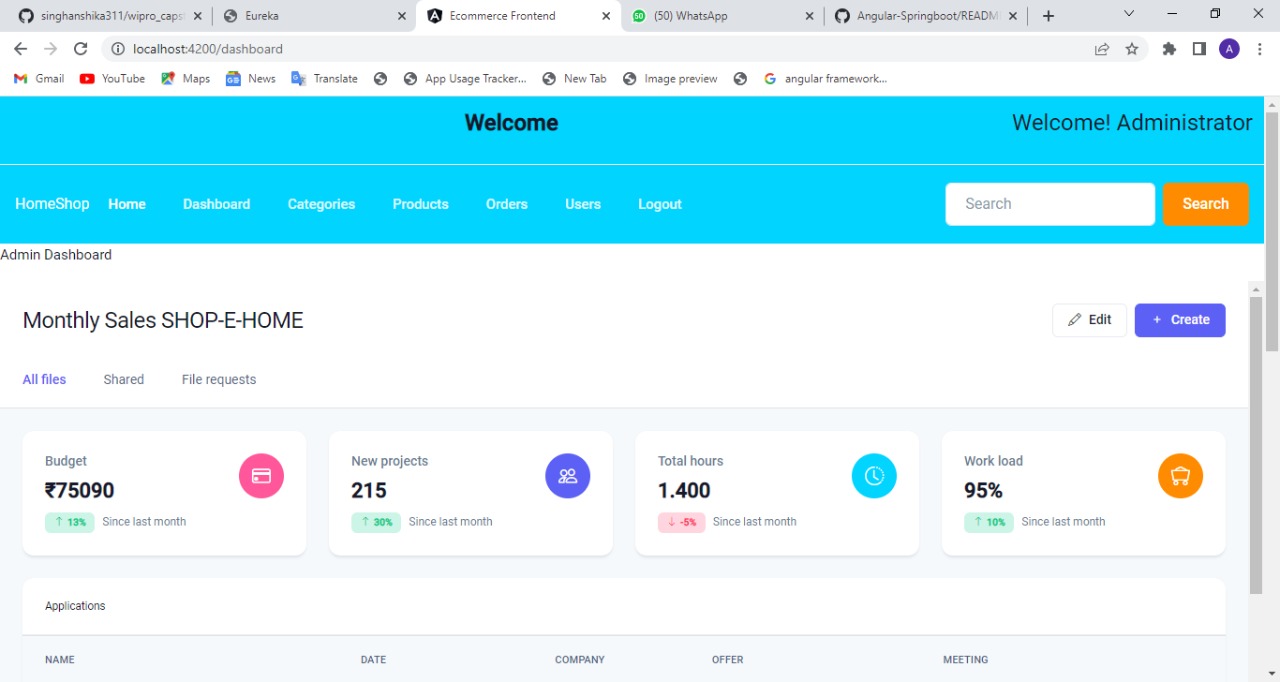 singhanshika311/wipro_caps
Eureka
Ecommerce Frontend
(50) WhatsApp
Angular-Springboot/READM
localhost:4200/dashboard
A
Gmail
YouTube
Maps
News
Translate
App Usage Tracker...
New Tab
Image preview
angular framework...
Welcome
Welcome! Administrator
HomeShop
Home
Dashboard
Categories
Products
Orders
Users
Logout
Search
Search
Admin Dashboard
Monthly Sales SHOP-E-HOME
Edit
+ Create
All files
Shared
File requests
Budget
₹75090
↑ 13% Since last month
New projects
215
↑ 30% Since last month
Total hours
1.400
↓ -5% Since last month
Work load
95%
↑ 10% Since last month
Applications
NAME
DATE
COMPANY
OFFER
MEETING